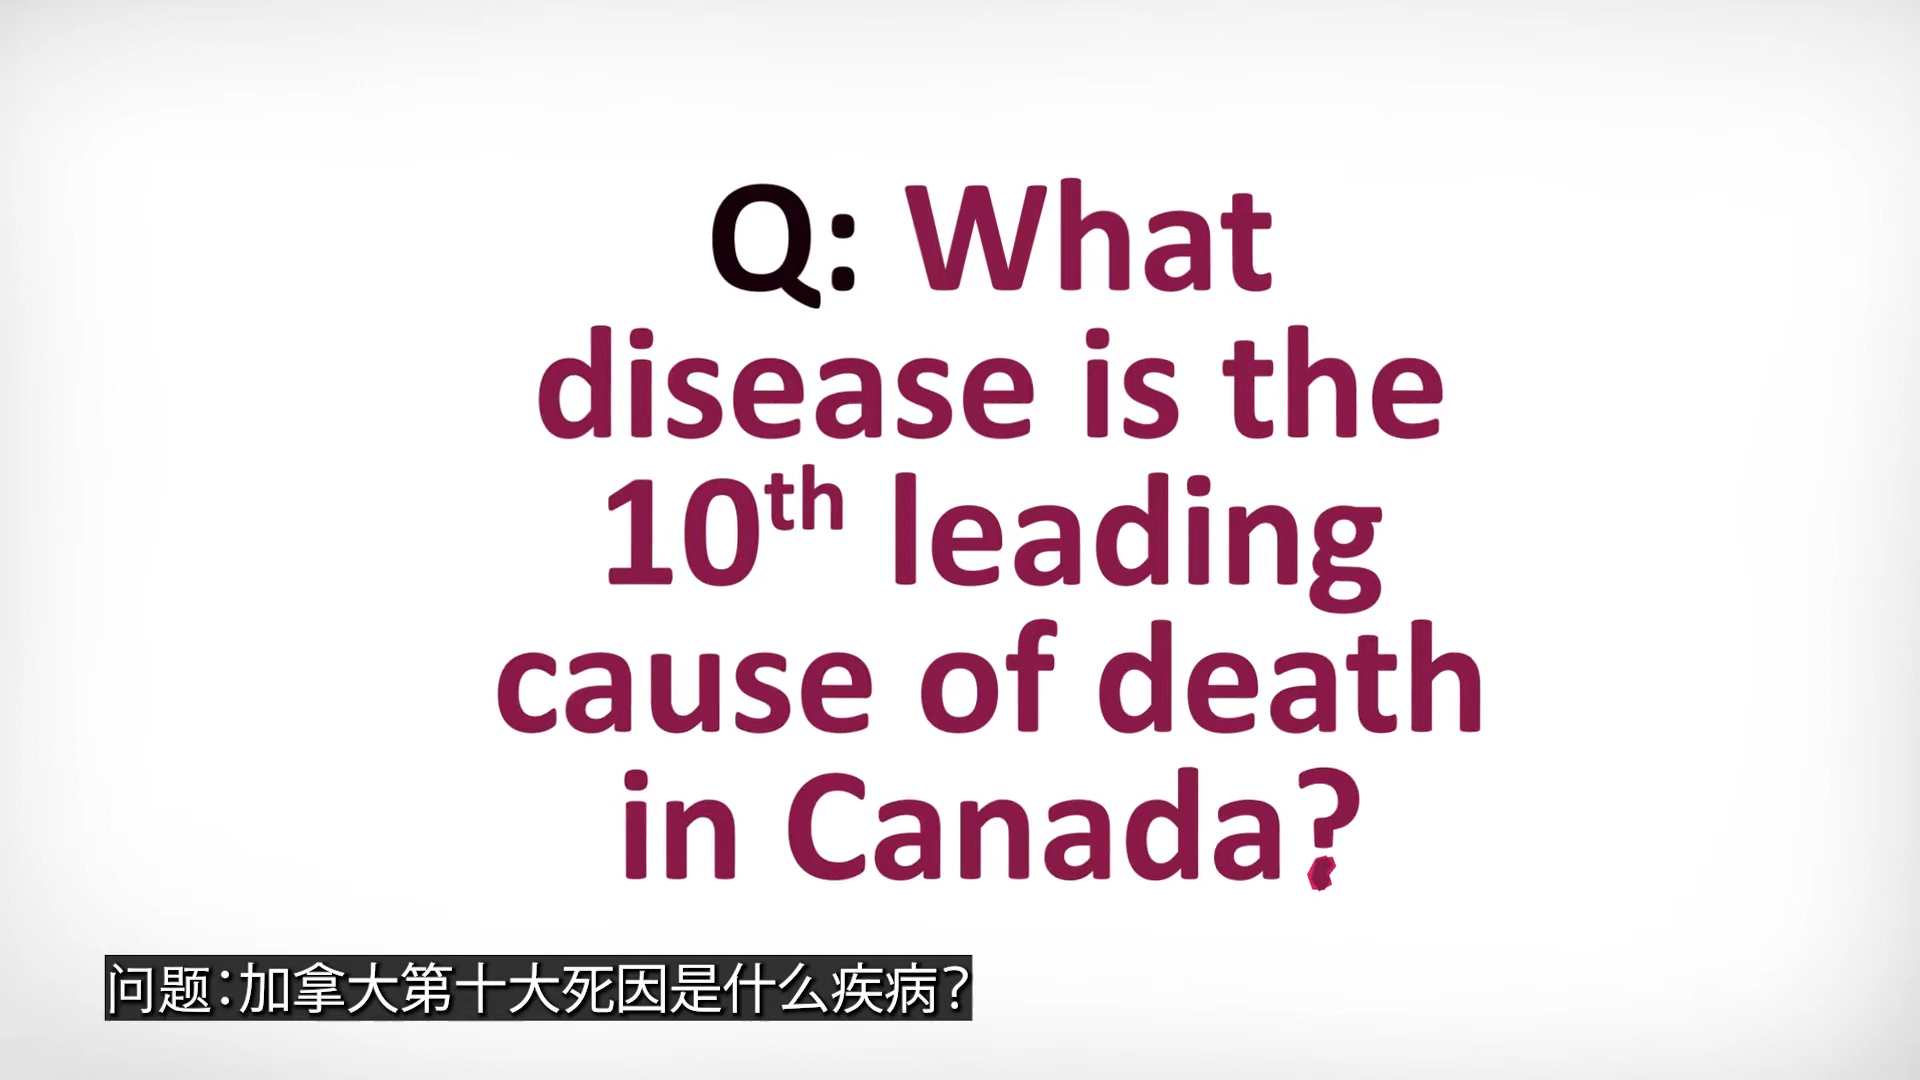 Q: What
disease is the
10th leading
cause of death
in Canada?
问题：加拿大第十大死因是什么疾病？